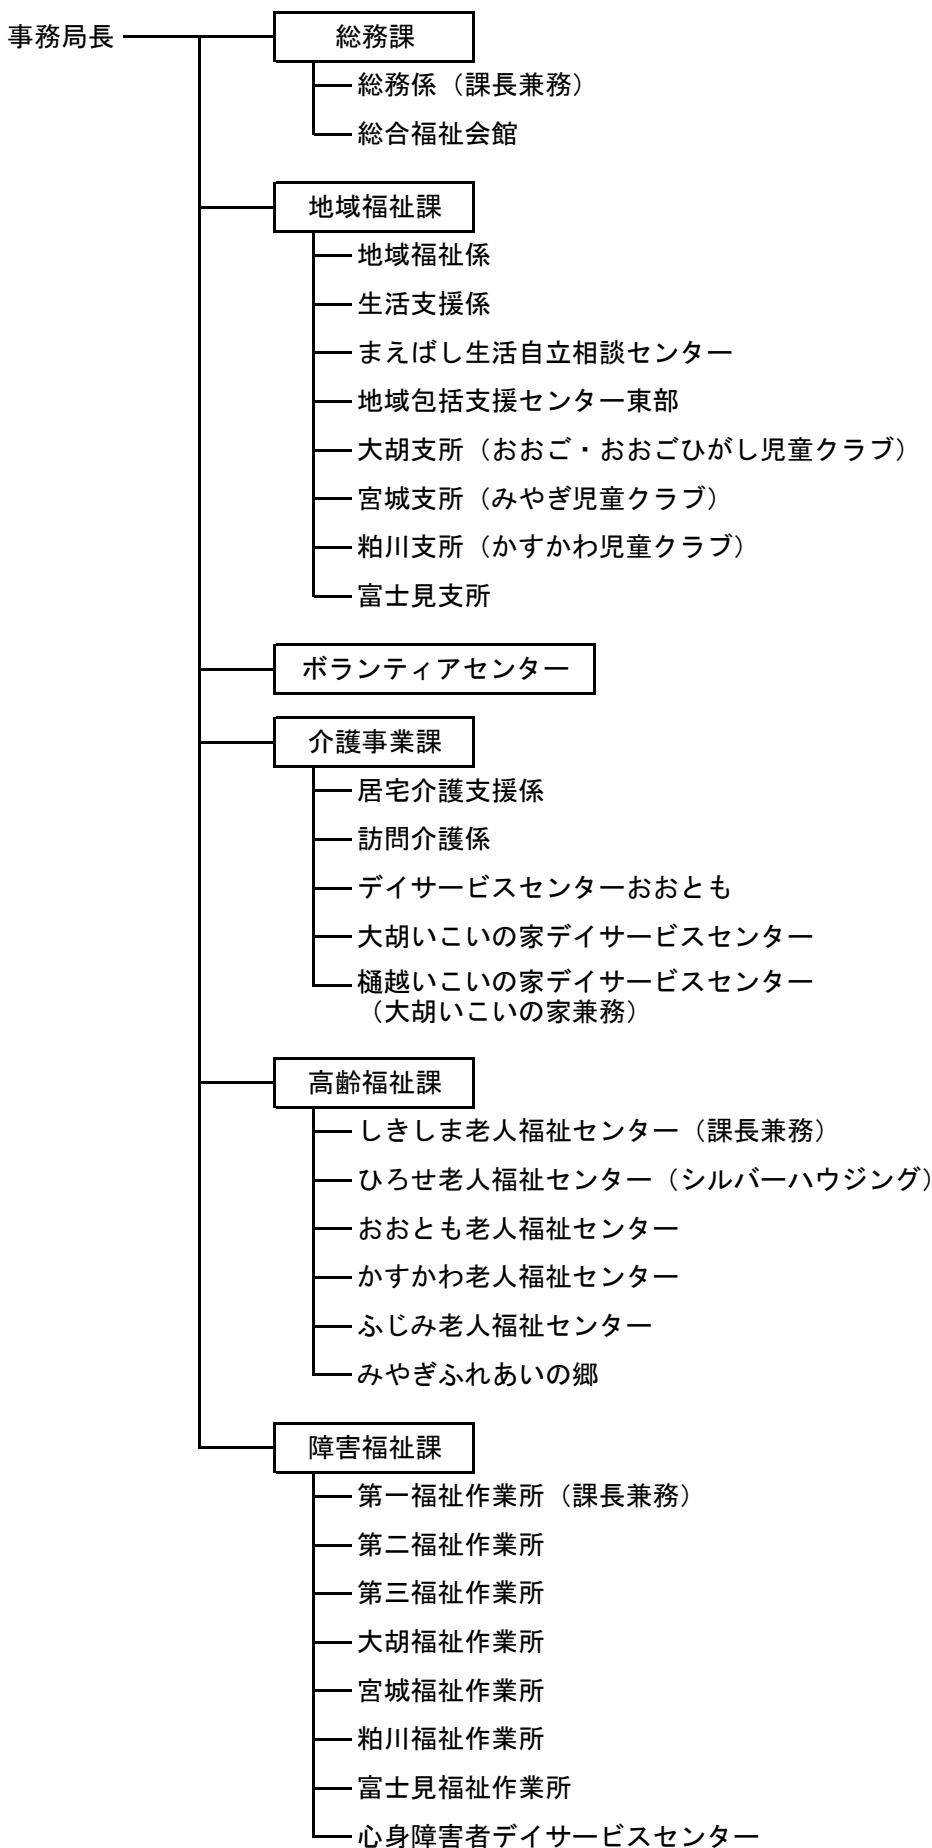 事務局長
総務課
総務係（課長兼務）
総合福祉会館
地域福祉課
地域福祉係
生活支援係
まえばし生活自立相談センター
地域包括支援センター東部
大胡支所（おおご・おおごひがし児童クラブ）
宮城支所（みやぎ児童クラブ）
粕川支所（かすかわ児童クラブ）
富士見支所
ボランティアセンター
介護事業課
居宅介護支援係
訪問介護係
デイサービスセンターおおとも
大胡いこいの家デイサービスセンター
樋越いこいの家デイサービスセンター
（大胡いこいの家兼務）
高齢福祉課
しきしま老人福祉センター（課長兼務）
ひろせ老人福祉センター（シルバーハウジング）
おおとも老人福祉センター
かすかわ老人福祉センター
ふじみ老人福祉センター
みやぎふれあいの郷
障害福祉課
第一福祉作業所（課長兼務）
第二福祉作業所
第三福祉作業所
大胡福祉作業所
宮城福祉作業所
粕川福祉作業所
富士見福祉作業所
心身障害者デイサービスセンター